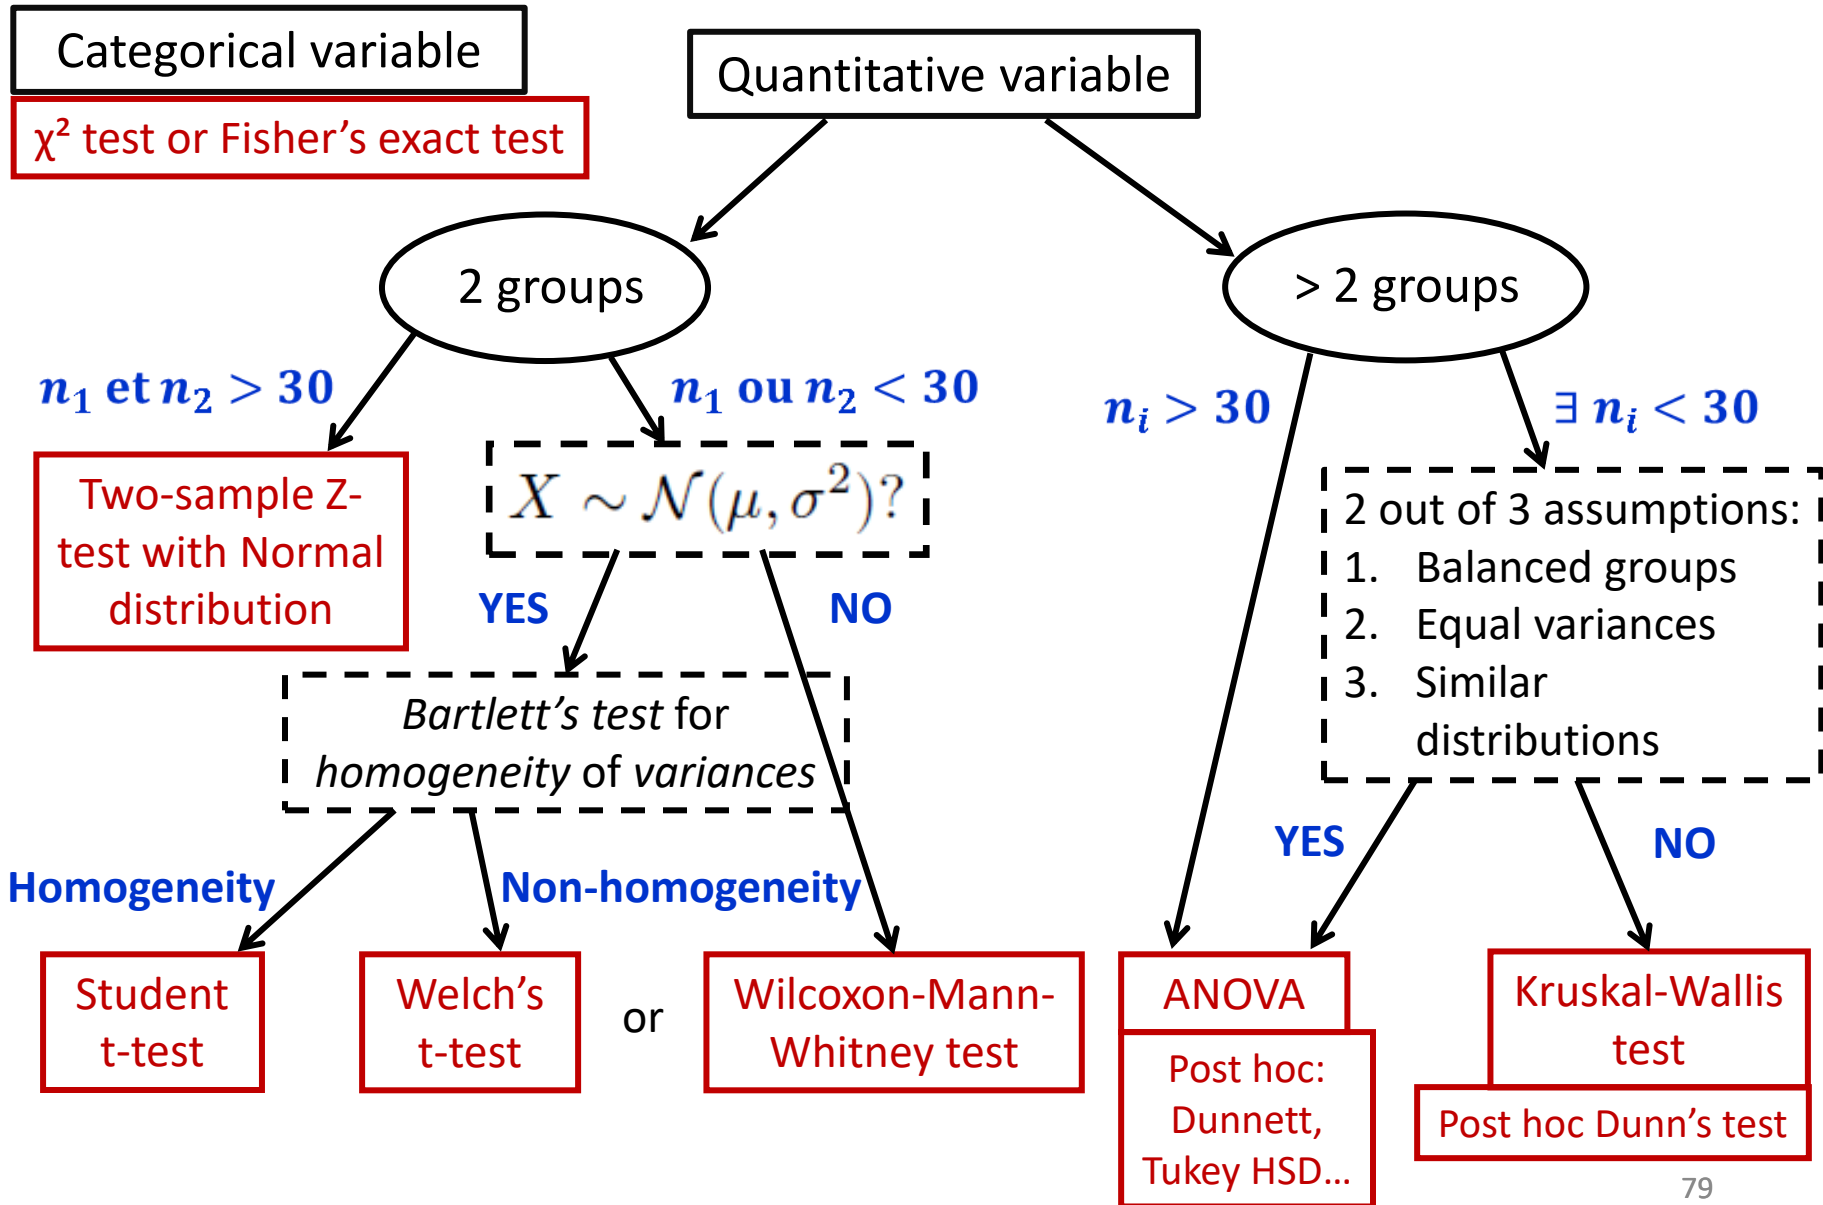 Categorical variable
χ² test or Fisher’s exact test
Quantitative variable
2 groups
> 2 groups
n₁ et n₂ > 30
n₁ ou n₂ < 30
nᵢ > 30
∃ nᵢ < 30
Two-sample Z-
test with Normal
distribution
X ∼ 𝒩(μ, σ²)?
2 out of 3 assumptions:
1. Balanced groups
2. Equal variances
3. Similar
distributions
YES
NO
Bartlett’s test for
homogeneity of variances
YES
NO
Homogeneity
Non-homogeneity
Student
t-test
Welch’s
t-test
or
Wilcoxon-Mann-
Whitney test
ANOVA
Post hoc:
Dunnett,
Tukey HSD…
Kruskal-Wallis
test
Post hoc Dunn’s test
79